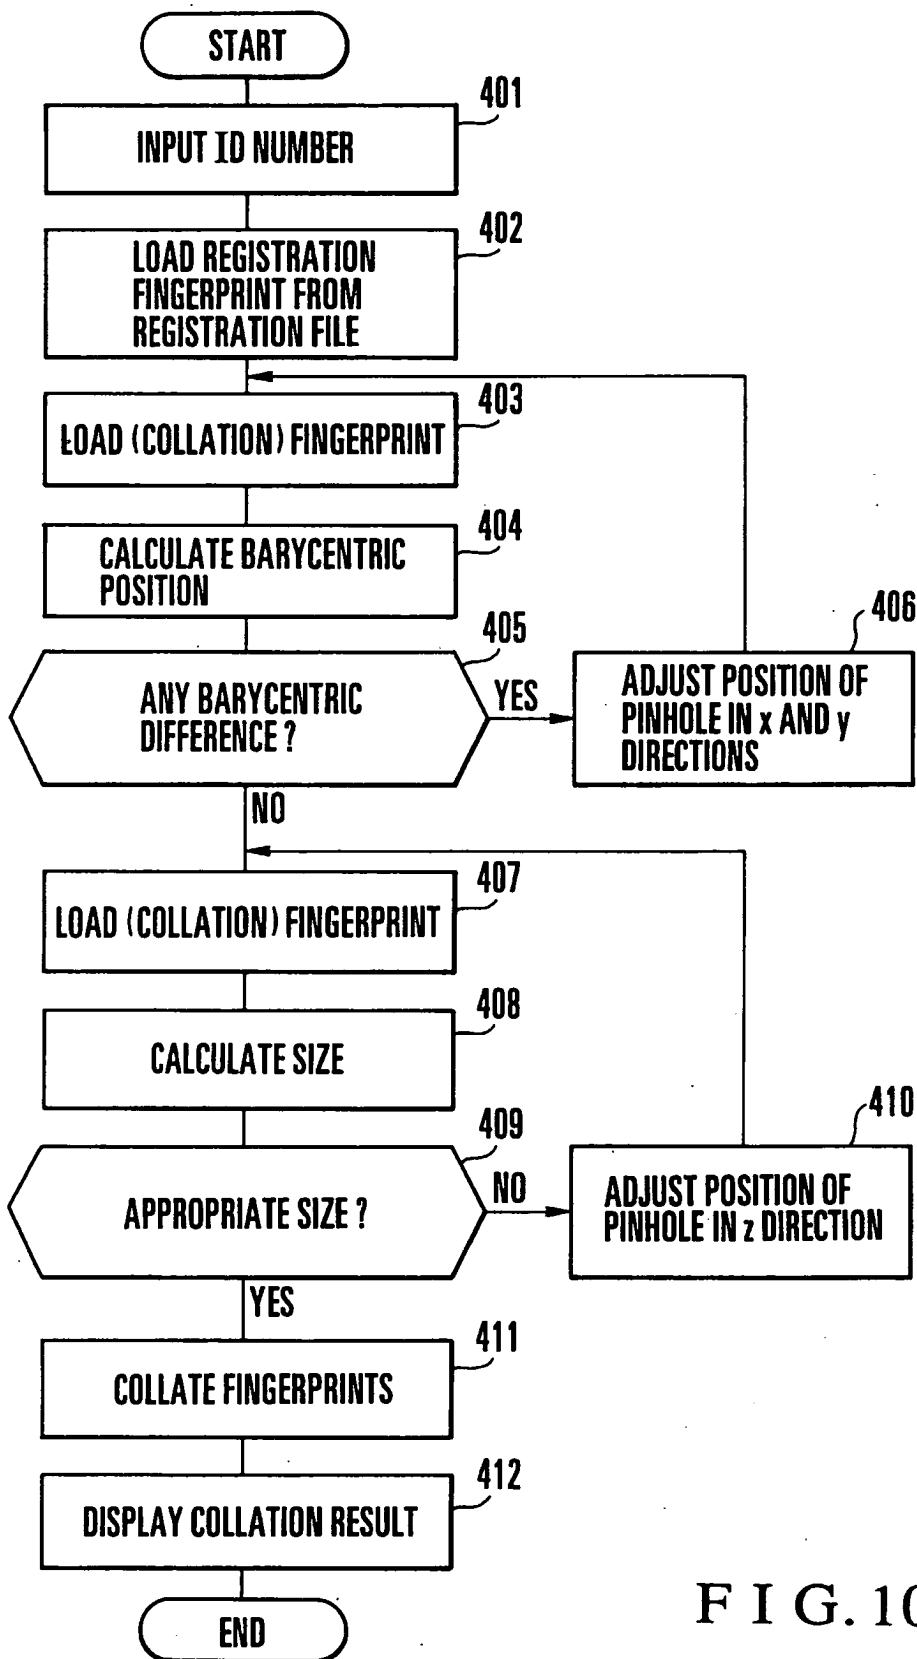 START
401
INPUT ID NUMBER
402
LOAD REGISTRATION
FINGERPRINT FROM
REGISTRATION FILE
403
LOAD (COLLATION) FINGERPRINT
404
CALCULATE BARYCENTRIC
POSITION
405
ANY BARYCENTRIC
DIFFERENCE ?
YES
406
ADJUST POSITION OF
PINHOLE IN x AND y
DIRECTIONS
NO
407
LOAD (COLLATION) FINGERPRINT
408
CALCULATE SIZE
409
APPROPRIATE SIZE ?
NO
410
ADJUST POSITION OF
PINHOLE IN z DIRECTION
YES
411
COLLATE FINGERPRINTS
412
DISPLAY COLLATION RESULT
END
FIG. 10